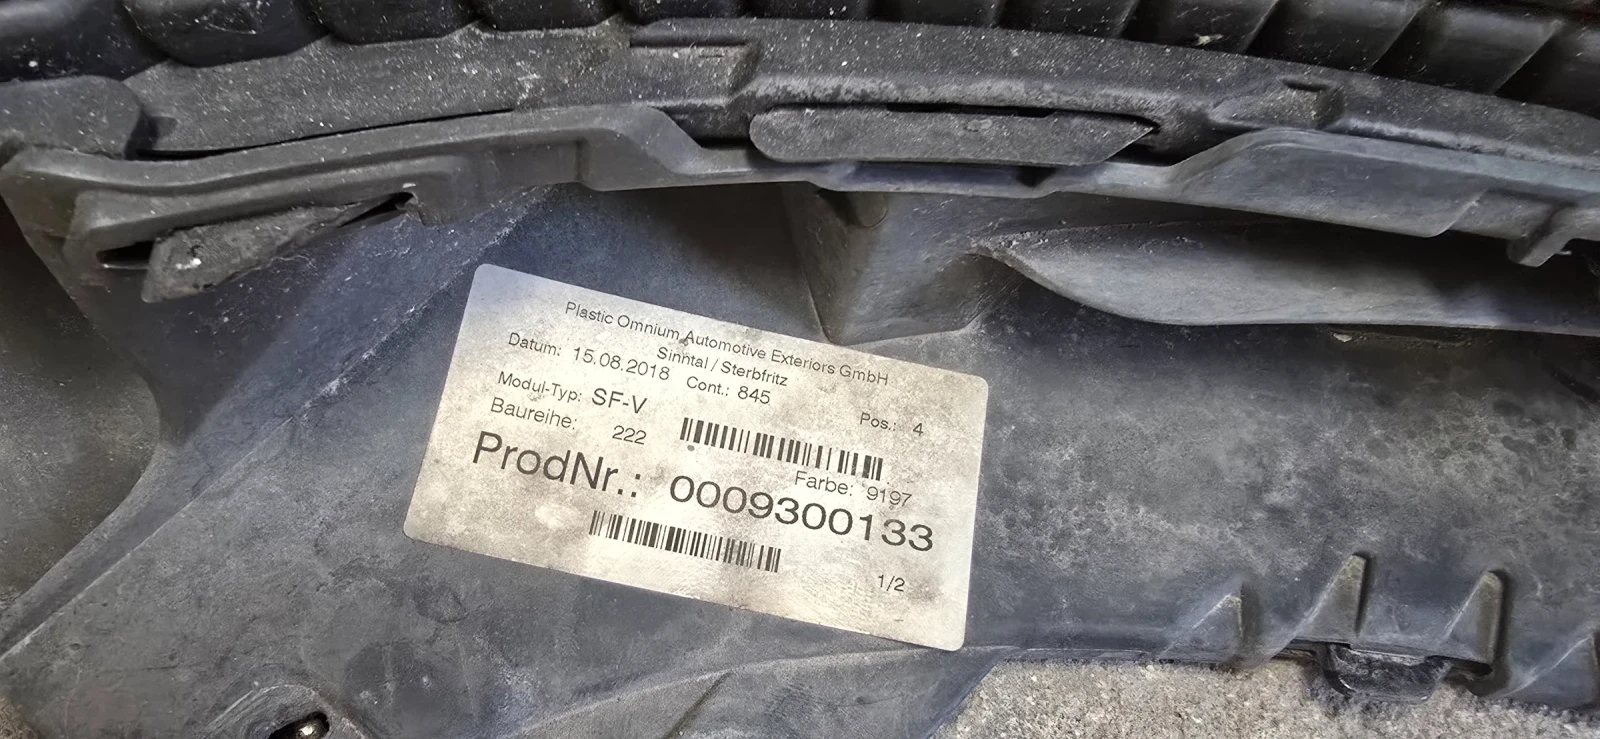 Plastic Omnium Automotive Exteriors GmbH
Sinntal / Sterbfritz
Datum: 15.08.2018 Cont.: 845
Modul-Typ: SF-V Pos.: 4
Baureihe: 222
Farbe: 9197
ProdNr.: 0009300133
1/2